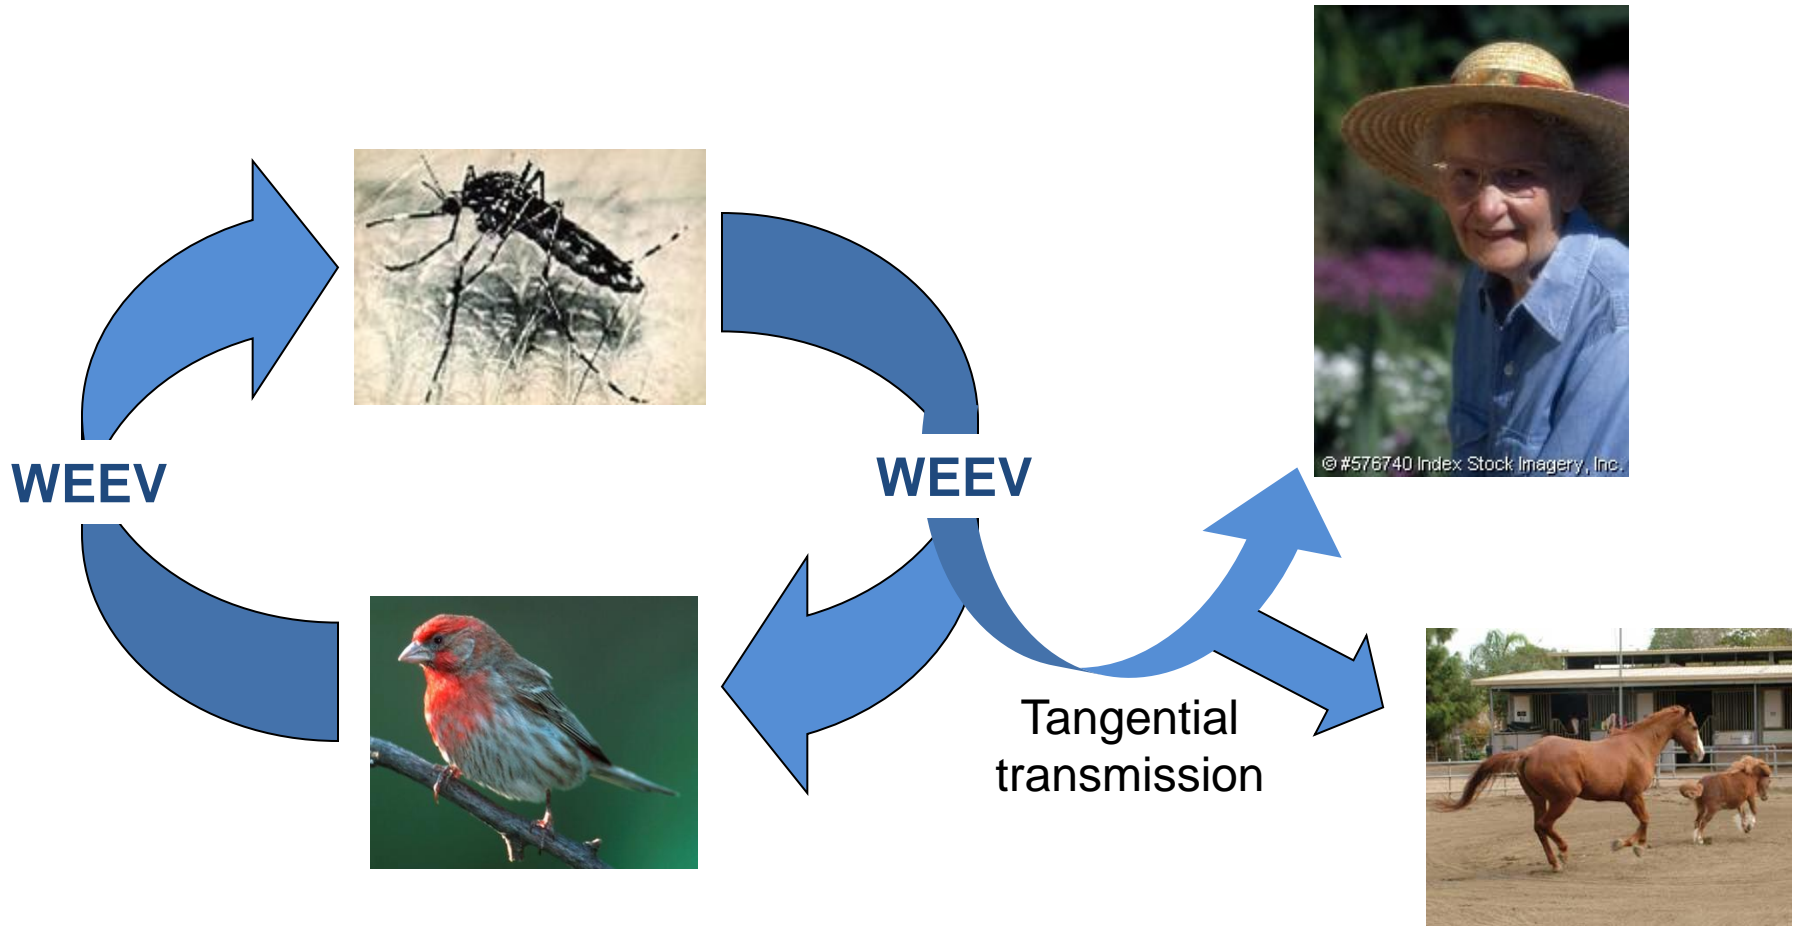 WEEV
WEEV
© #576740 Index Stock Imagery, Inc.
Tangential
transmission